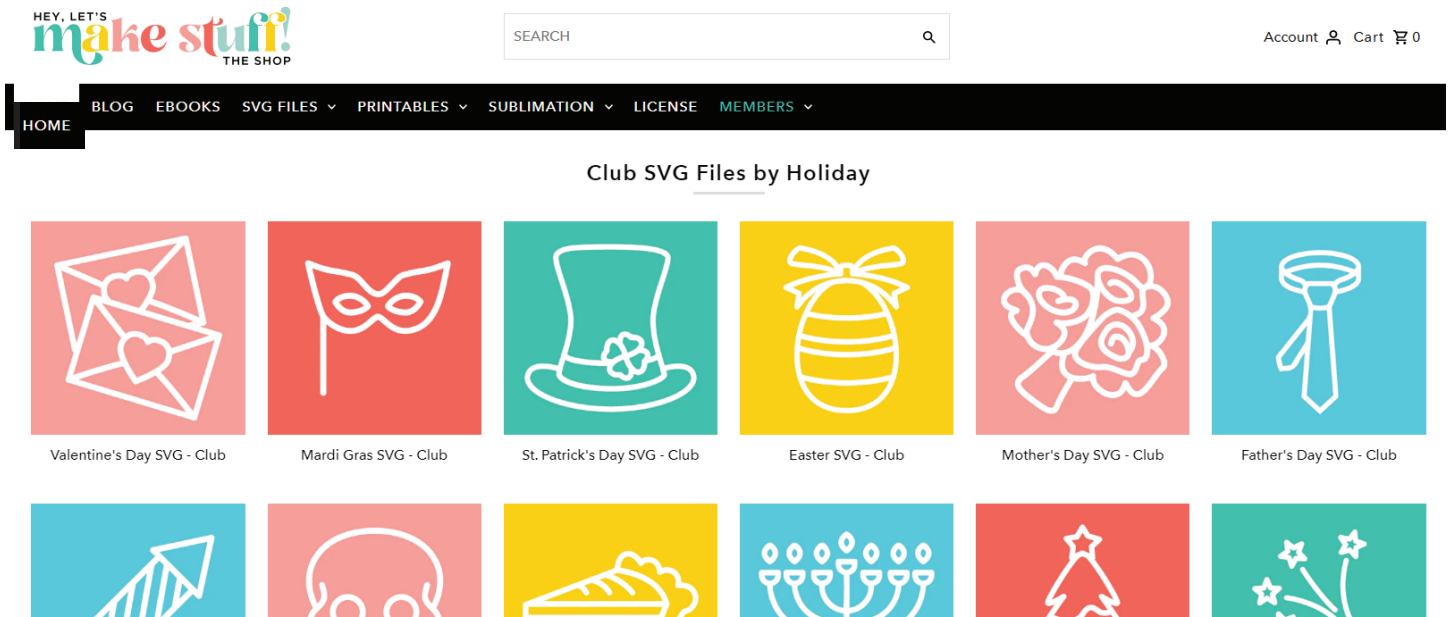 HEY, LET'S
make stuff!
THE SHOP
SEARCH
Account Cart 0
HOME BLOG EBOOKS SVG FILES PRINTABLES SUBLIMATION LICENSE MEMBERS
Club SVG Files by Holiday
Valentine's Day SVG - Club
Mardi Gras SVG - Club
St. Patrick's Day SVG - Club
Easter SVG - Club
Mother's Day SVG - Club
Father's Day SVG - Club